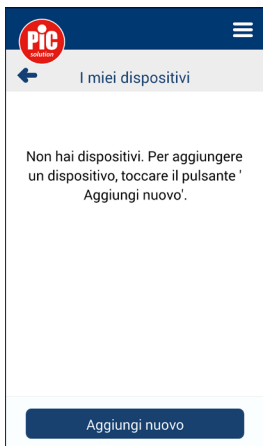 PiC
solution
I miei dispositivi
Non hai dispositivi. Per aggiungere
un dispositivo, toccare il pulsante '
Aggiungi nuovo'.
Aggiungi nuovo